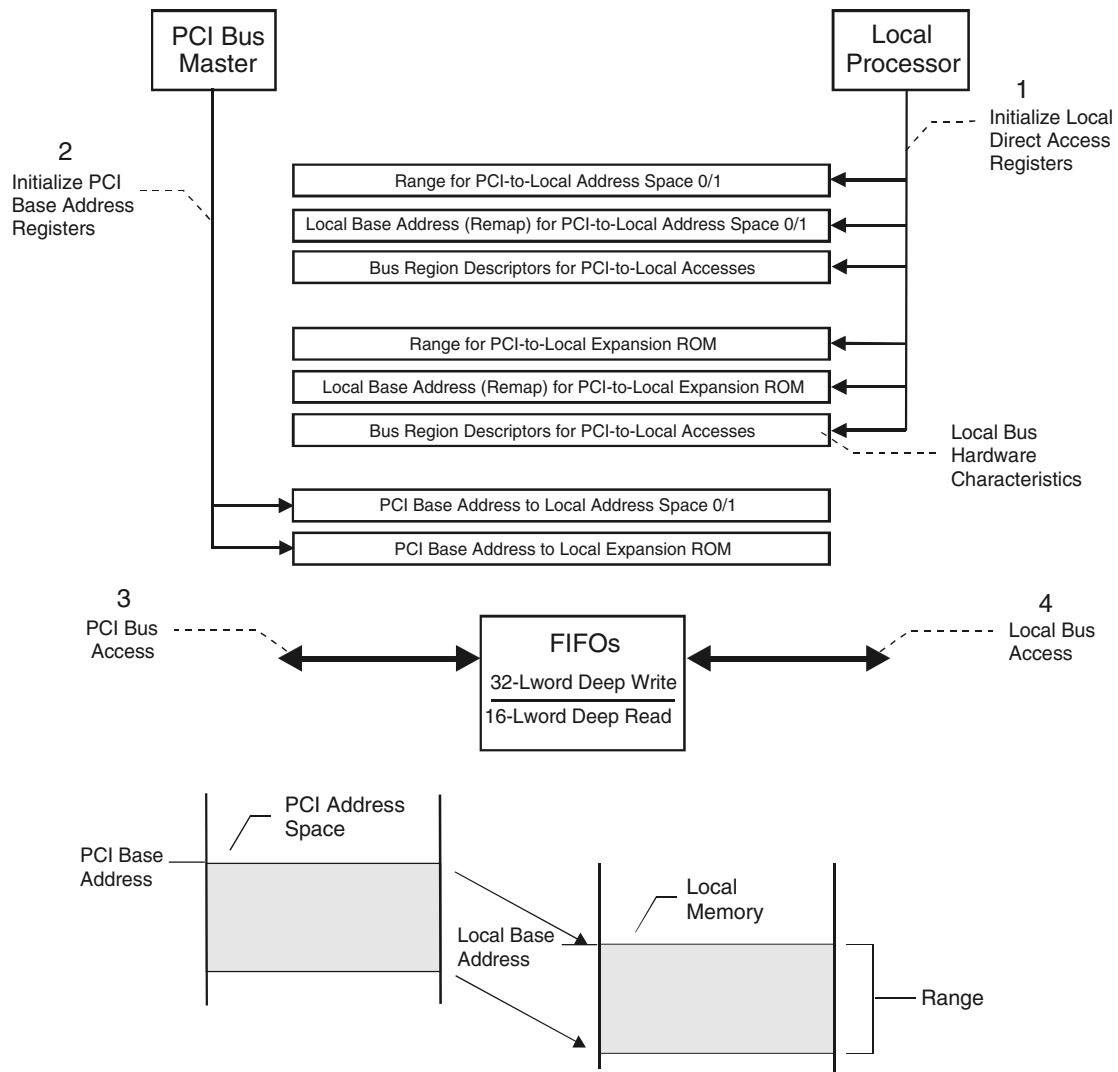 PCI Bus
Master
Local
Processor
1
Initialize Local
Direct Access
Registers
2
Initialize PCI
Base Address
Registers
Range for PCI-to-Local Address Space 0/1
Local Base Address (Remap) for PCI-to-Local Address Space 0/1
Bus Region Descriptors for PCI-to-Local Accesses
Range for PCI-to-Local Expansion ROM
Local Base Address (Remap) for PCI-to-Local Expansion ROM
Bus Region Descriptors for PCI-to-Local Accesses
Local Bus
Hardware
Characteristics
PCI Base Address to Local Address Space 0/1
PCI Base Address to Local Expansion ROM
3
PCI Bus
Access
FIFOs
32-Lword Deep Write
16-Lword Deep Read
4
Local Bus
Access
PCI Address
Space
PCI Base
Address
Local
Memory
Local Base
Address
Range